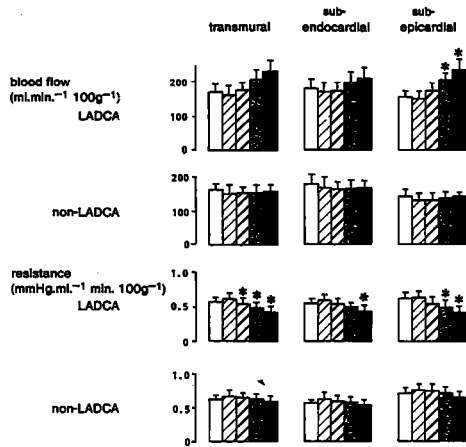 transmural
sub-
endocardial
sub-
epicardial
blood flow
(ml.min.⁻¹ 100g⁻¹)
LADCA
200
100
0
* *
non-LADCA
200
100
0
resistance
(mmHg.ml.⁻¹ min. 100g⁻¹)
LADCA
1.0
0.5
0
* * *
*
* *
non-LADCA
1.0
0.5
0